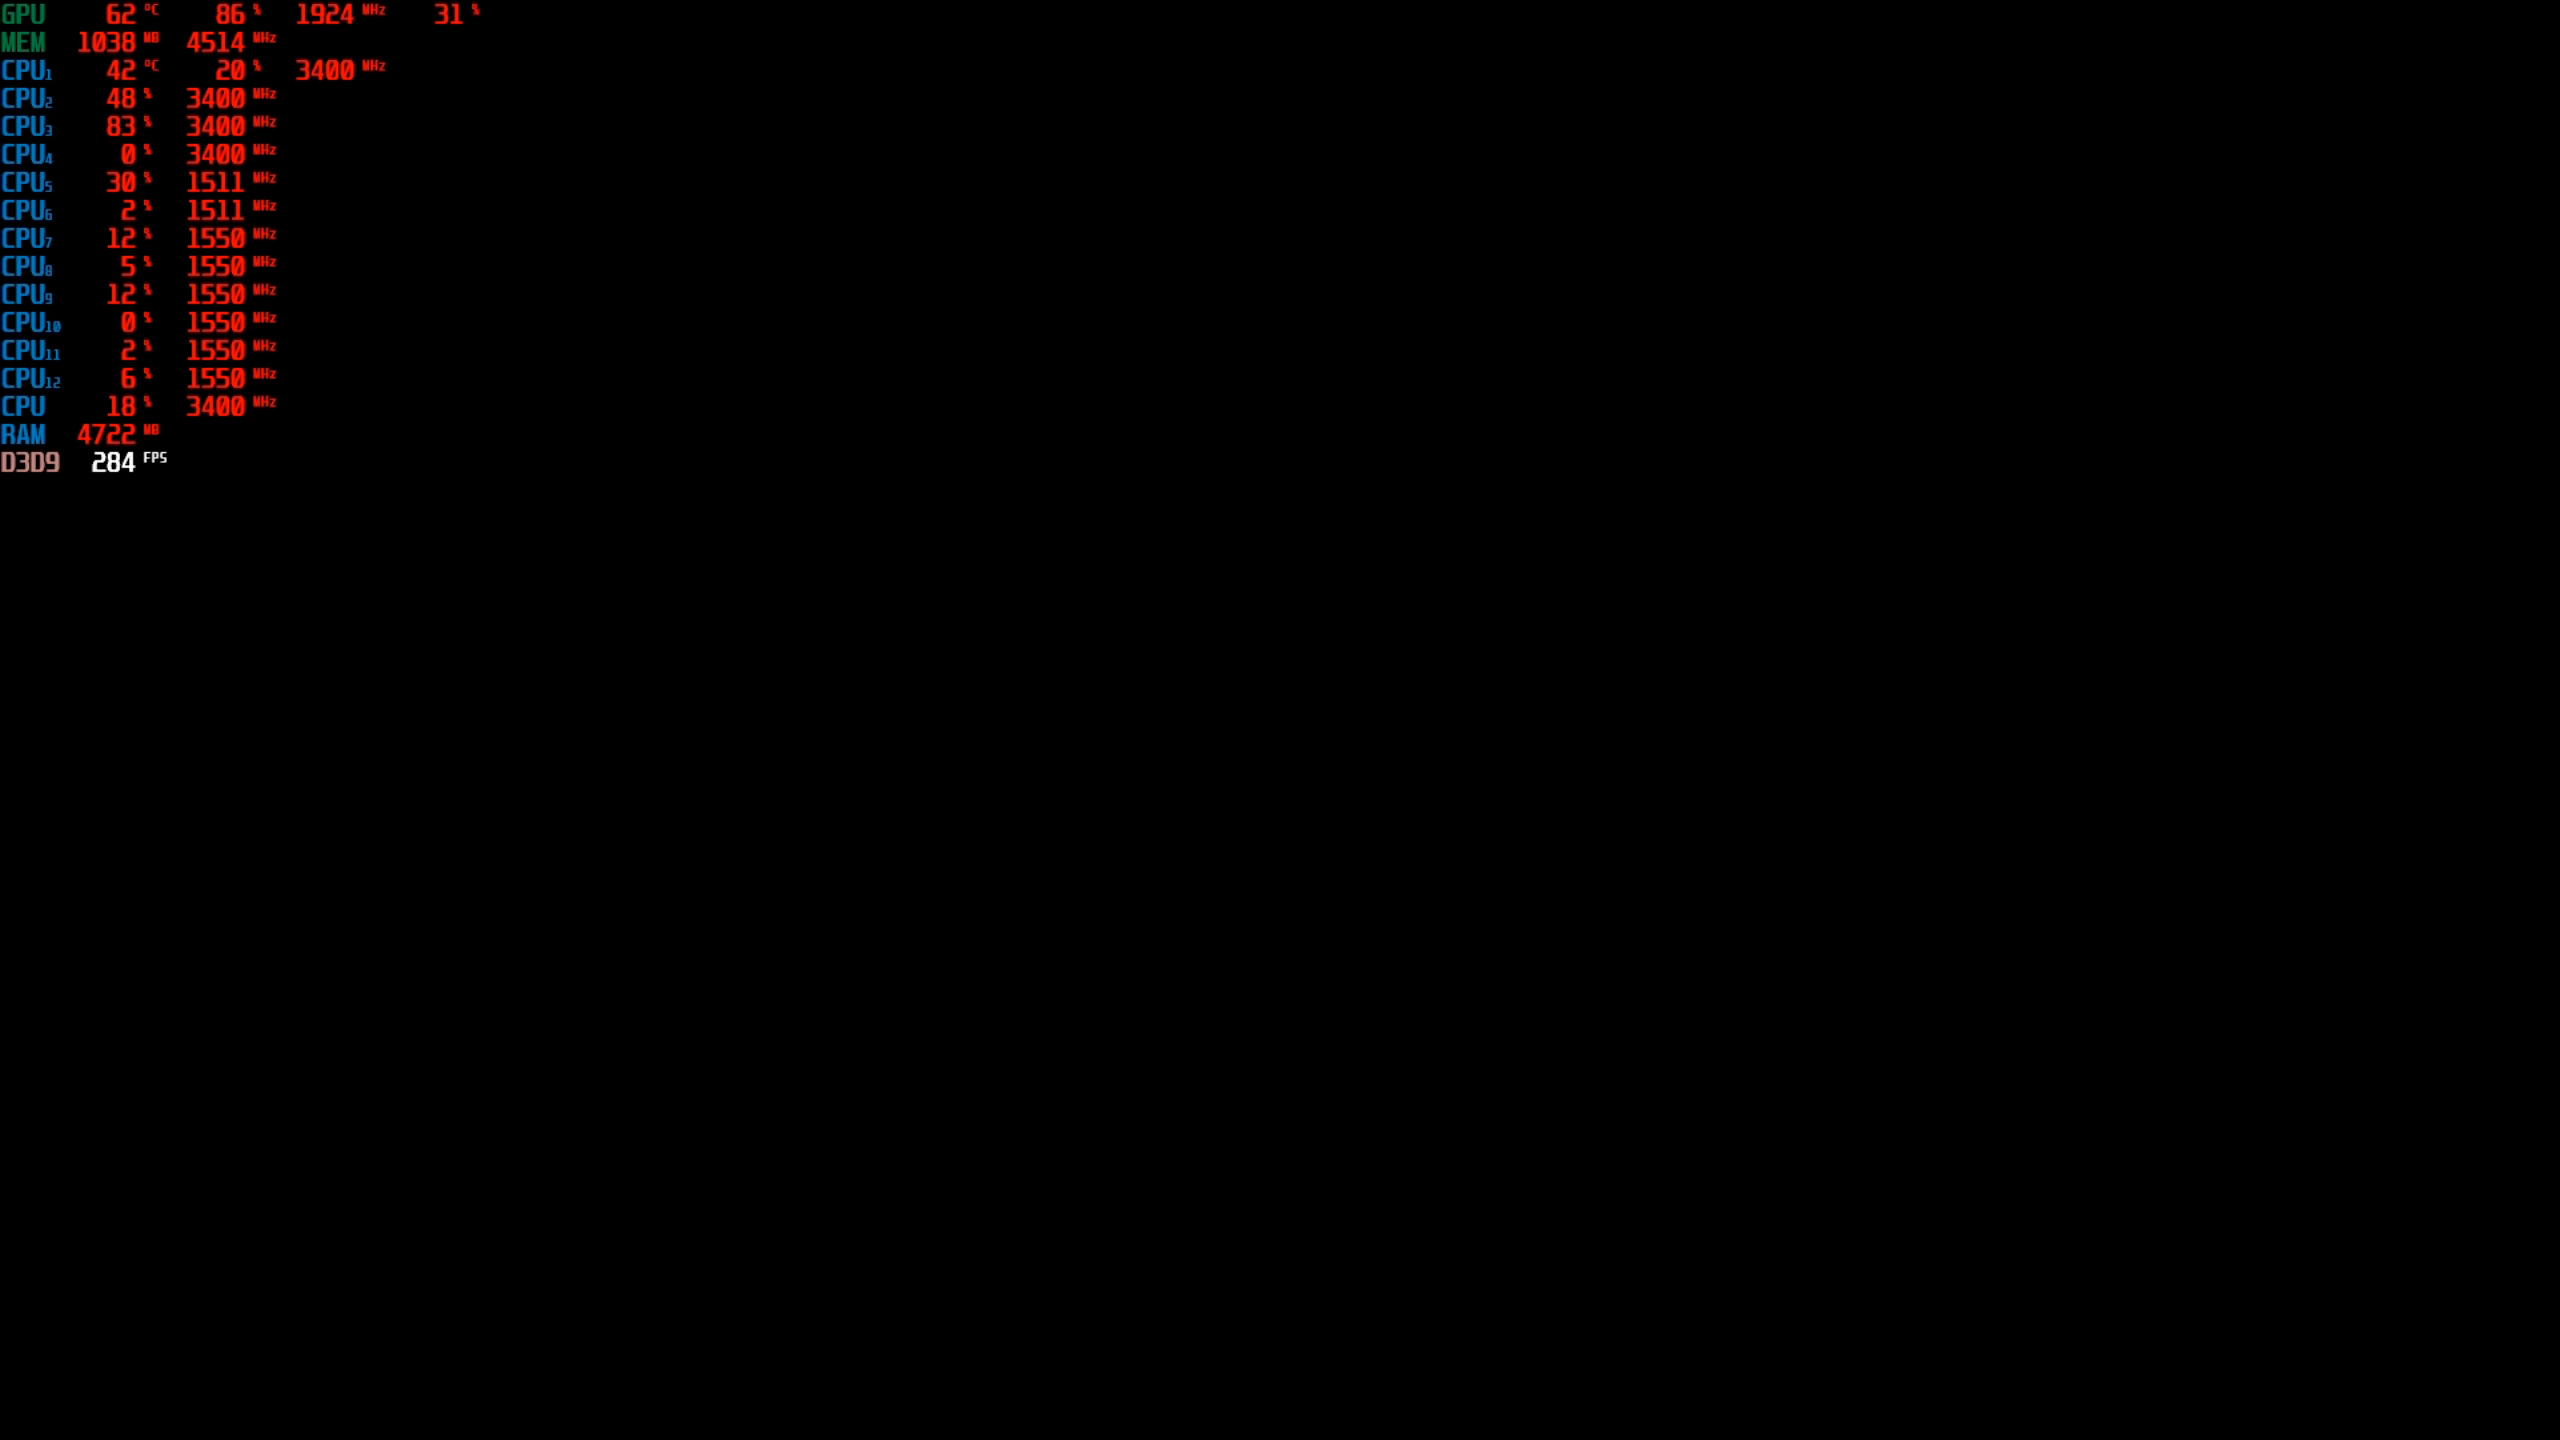 GPU 62 °C 86 % 1924 MHz 31 %
MEM 1038 MB 4514 MHz
CPU1 42 °C 20 % 3400 MHz
CPU2 48 % 3400 MHz
CPU3 83 % 3400 MHz
CPU4 0 % 3400 MHz
CPU5 30 % 1511 MHz
CPU6 2 % 1511 MHz
CPU7 12 % 1550 MHz
CPU8 5 % 1550 MHz
CPU9 12 % 1550 MHz
CPU10 0 % 1550 MHz
CPU11 2 % 1550 MHz
CPU12 6 % 1550 MHz
CPU 18 % 3400 MHz
RAM 4722 MB
D3D9 284 FPS